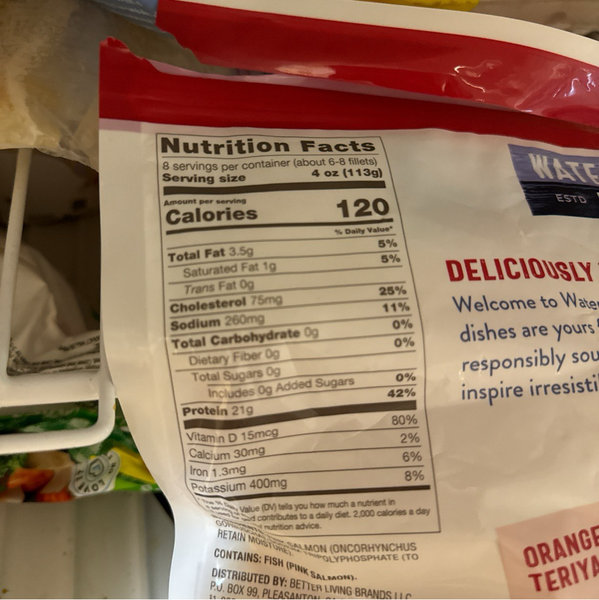 Nutrition Facts
8 servings per container (about 6-8 fillets)
Serving size 4 oz (113g)
Amount per serving
Calories 120
% Daily Value*
Total Fat 3.5g 5%
Saturated Fat 1g 5%
Trans Fat 0g
Cholesterol 75mg 25%
Sodium 260mg 11%
Total Carbohydrate 0g 0%
Dietary Fiber 0g 0%
Total Sugars 0g
Includes 0g Added Sugars 0%
Protein 21g 42%
Vitamin D 15mcg 80%
Calcium 30mg 2%
Iron 1.3mg 6%
Potassium 400mg 8%
Value (DV) tells you how much a nutrient in
contributes to a daily diet. 2,000 calories a day
nutrition advice.
SALMON (ONCORHYNCHUS
RETAIN MOISTURE).
CONTAINS: FISH (PINK SALMON).
DISTRIBUTED BY: BETTER LIVING BRANDS LLC
P.O. BOX 99, PLEASANTON,
WATE
ESTD
DELICIOUSLY
Welcome to Water
dishes are yours
responsibly sou
inspire irresisti
ORANGE
TERIYA